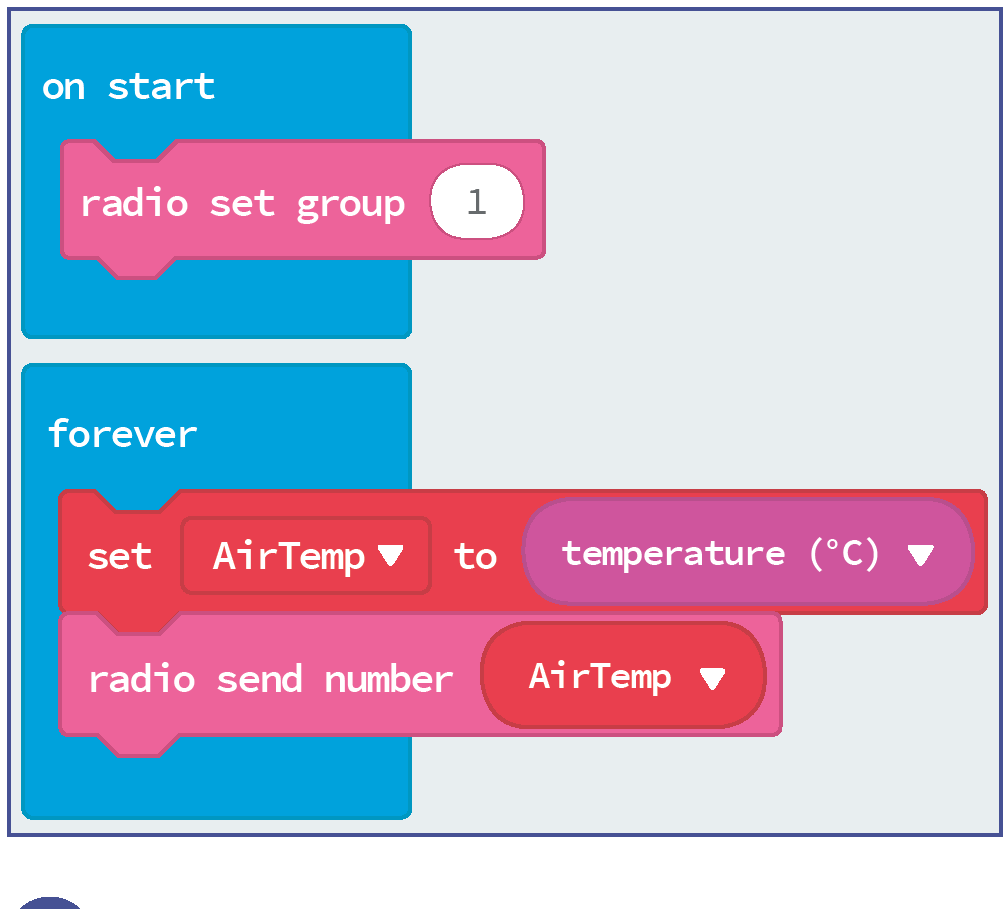 on start
radio set group 1
forever
set AirTemp to temperature (°C)
radio send number AirTemp